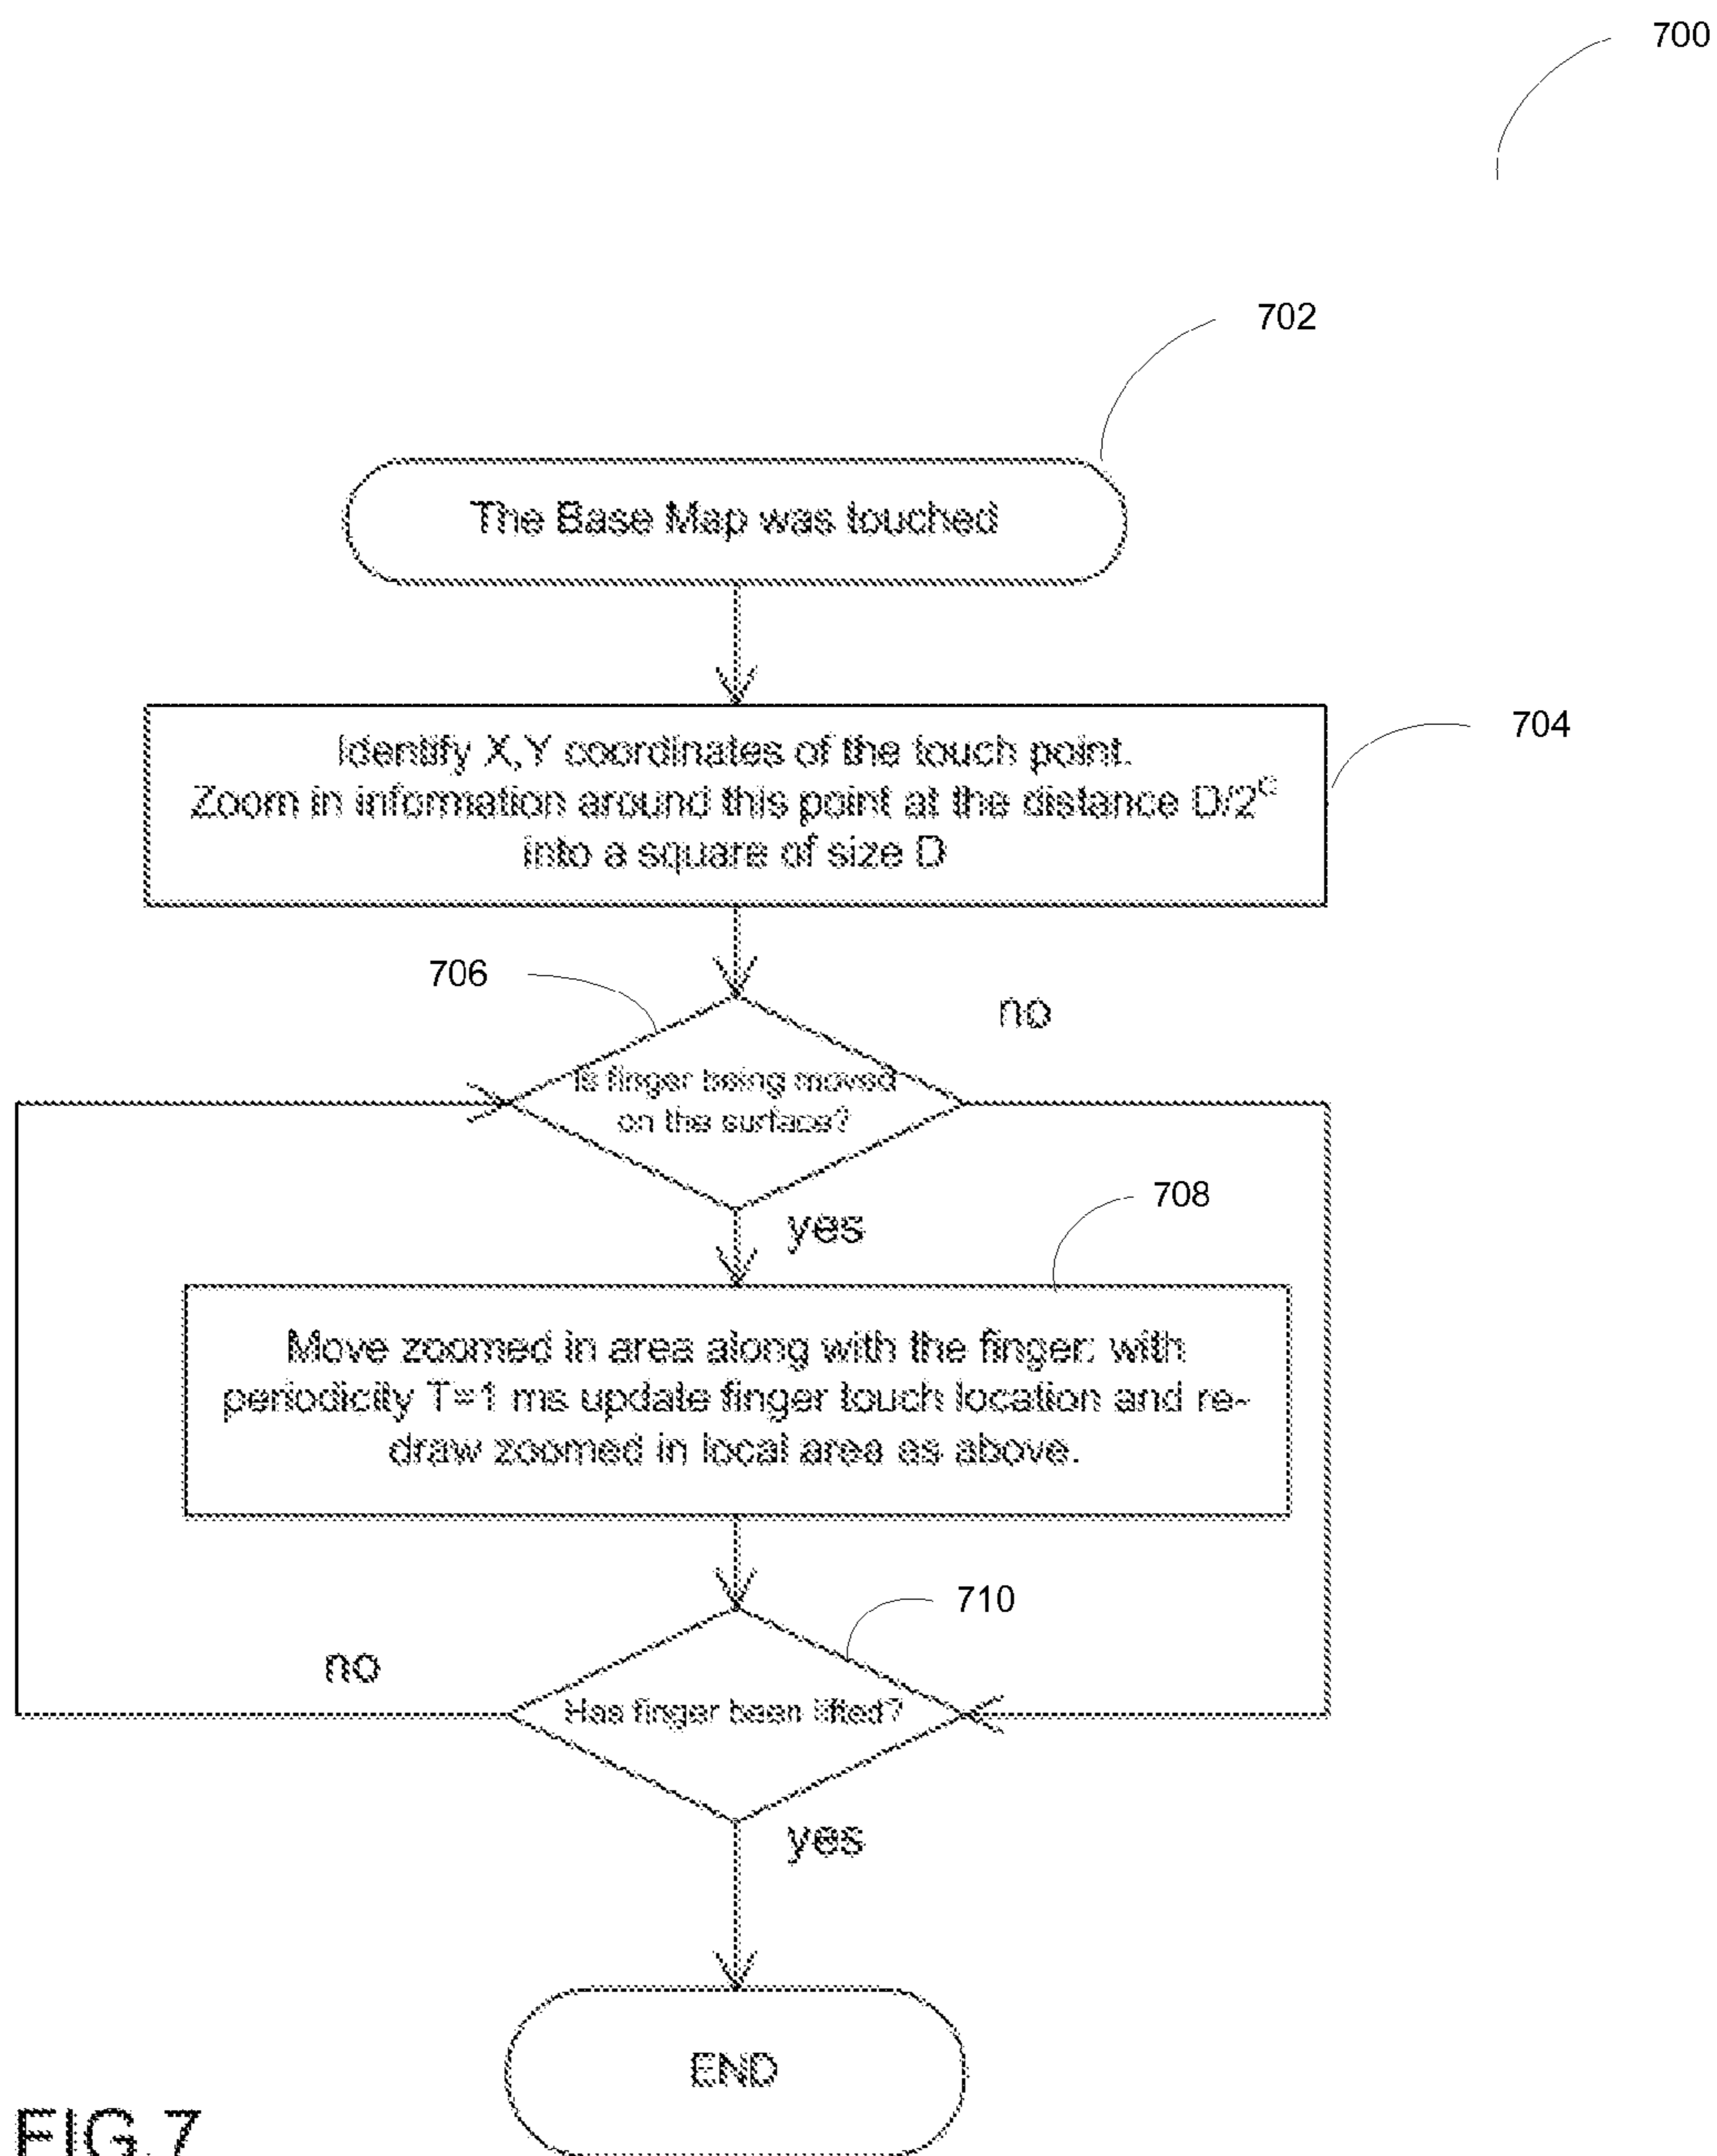 700
702
The Base Map was touched
704
Identify X,Y coordinates of the touch point.
Zoom in information around this point at the distance D/2
into a square of size D
706
no
Is finger being moved
on the surface?
yes
708
Move zoomed in area along with the finger: with
periodicity T=1 ms update finger touch location and re-
draw zoomed in local area as above.
710
no
Has finger been lifted?
yes
END
FIG.7